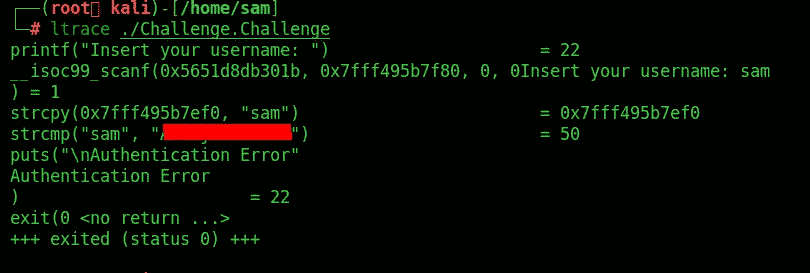 (root kali)-[/home/sam]
# ltrace ./Challenge.Challenge
printf("Insert your username: ") = 22
__isoc99_scanf(0x5651d8db301b, 0x7fff495b7f80, 0, 0Insert your username: sam
) = 1
strcpy(0x7fff495b7ef0, "sam") = 0x7fff495b7ef0
strcmp("sam", "") = 50
puts("\nAuthentication Error"
Authentication Error
) = 22
exit(0 <no return ...>
+++ exited (status 0) +++